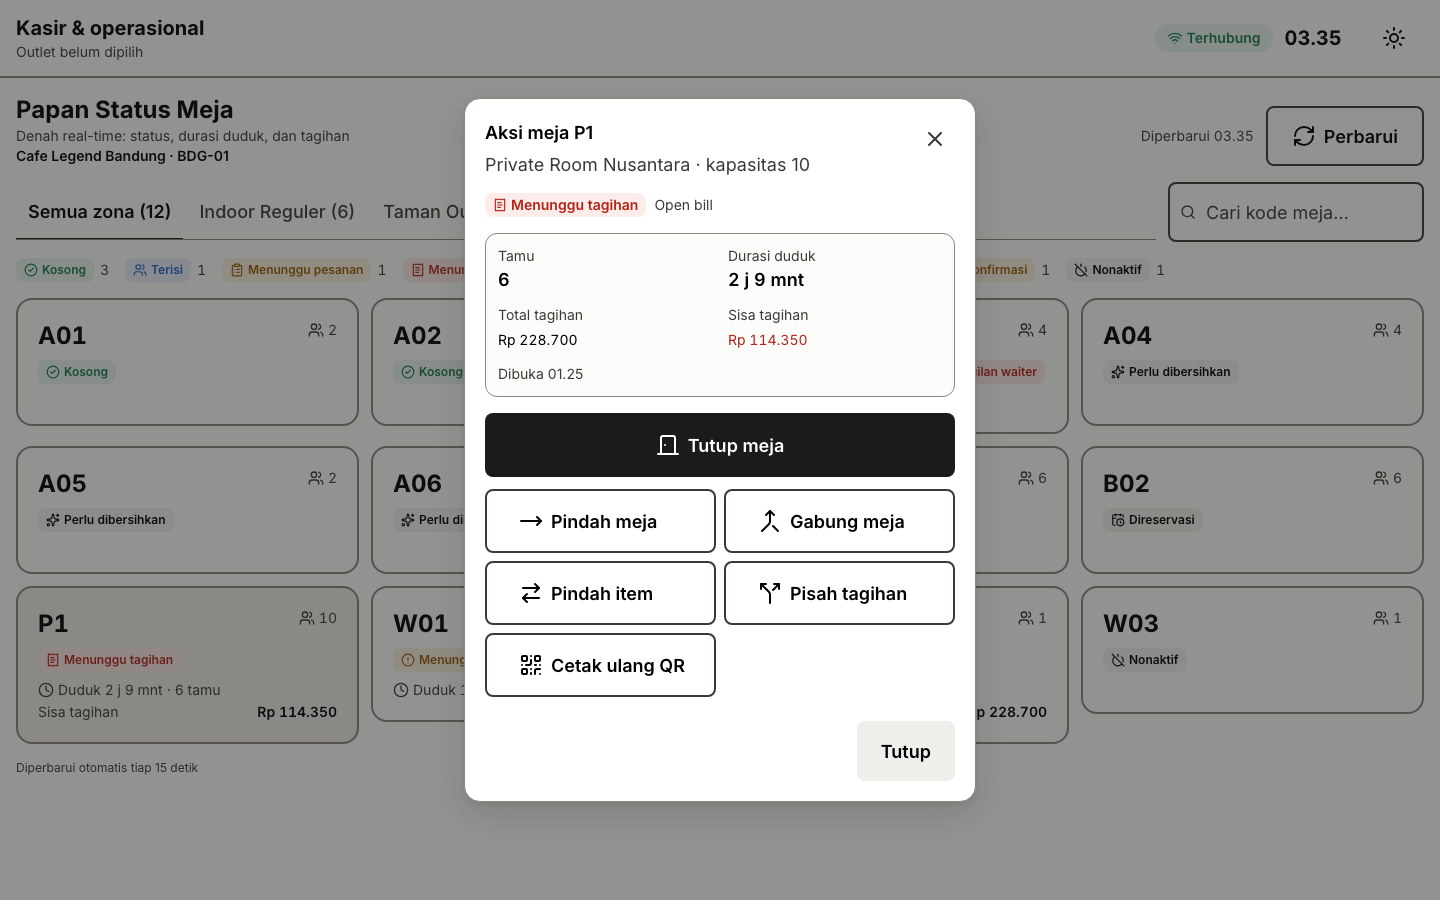 Kasir & operasional
Outlet belum dipilih
Terhubung
03.35
Papan Status Meja
Denah real-time: status, durasi duduk, dan tagihan
Cafe Legend Bandung · BDG-01
Diperbarui 03.35
Perbarui
Semua zona (12)
Indoor Reguler (6)
Taman Ou
Cari kode meja...
Kosong 3
Terisi 1
Menunggu pesanan 1
Menun
onfirmasi 1
Nonaktif 1
A01
2
Kosong
A02
Kosong
4
ilan waiter
A04
4
Perlu dibersihkan
A05
2
Perlu dibersihkan
A06
Perlu di
6
B02
6
Direservasi
P1
10
Menunggu tagihan
Duduk 2 j 9 mnt · 6 tamu
Sisa tagihan
Rp 114.350
W01
Menung
Duduk 1
1
p 228.700
W03
1
Nonaktif
Diperbarui otomatis tiap 15 detik
Aksi meja P1
Private Room Nusantara · kapasitas 10
Menunggu tagihan
Open bill
Tamu
6
Durasi duduk
2 j 9 mnt
Total tagihan
Rp 228.700
Sisa tagihan
Rp 114.350
Dibuka 01.25
Tutup meja
Pindah meja
Gabung meja
Pindah item
Pisah tagihan
Cetak ulang QR
Tutup